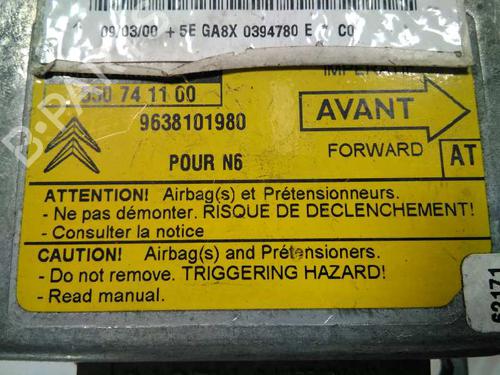 09/03/00 + 5E GA8X 0394780 E C0
550 74 11 00
9638101980
AVANT
POUR N6
FORWARD
AT
ATTENTION! Airbag(s) et Prétensionneurs.
- Ne pas démonter. RISQUE DE DECLENCHEMENT!
- Consulter la notice
CAUTION! Airbag(s) and Prétensioners.
- Do not remove. TRIGGERING HAZARD!
- Read manual.
62171
B-PARTS